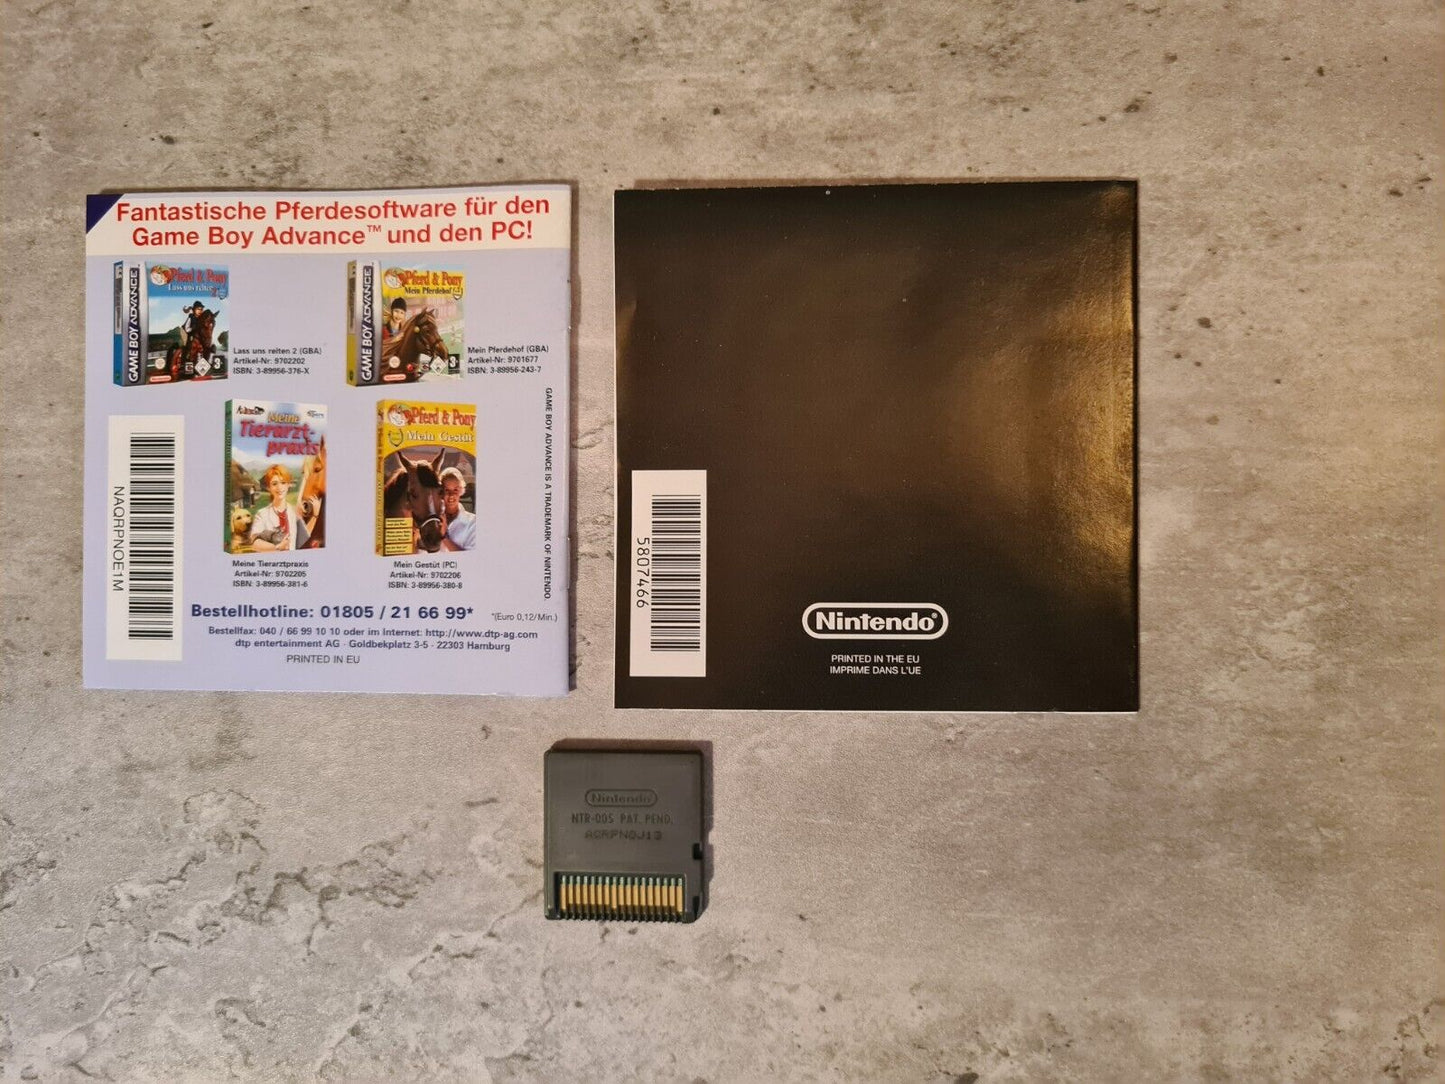 Fantastische Pferdesoftware für den
Game Boy Advance™ und den PC!
GAME BOY ADVANCE
Pferd & Pony
Lass uns reiten 2
3+
Lass uns reiten 2 (GBA)
Artikel-Nr: 9702202
ISBN: 3-89956-376-X
GAME BOY ADVANCE
Pferd & Pony
Mein Pferdehof
3+
Mein Pferdehof (GBA)
Artikel-Nr: 9701677
ISBN: 3-89956-243-7
Meine
Tierarzt-
praxis
Meine Tierarztpraxis
Artikel-Nr: 9702205
ISBN: 3-89956-381-6
Pferd & Pony
Mein Gestüt
Mein Gestüt (PC)
Artikel-Nr: 9702206
ISBN: 3-89956-380-8
GAME BOY ADVANCE IS A TRADEMARK OF NINTENDO.
NAQRPNOE1M
Bestellhotline: 01805 / 21 66 99* *(Euro 0,12/Min.)
Bestellfax: 040 / 66 99 10 10 oder im Internet: http://www.dtp-ag.com
dtp entertainment AG · Goldbekplatz 3-5 · 22303 Hamburg
PRINTED IN EU
5807466
Nintendo®
PRINTED IN THE EU
IMPRIME DANS L'UE
Nintendo
NTR-005 PAT. PEND.
AQRPN0J13